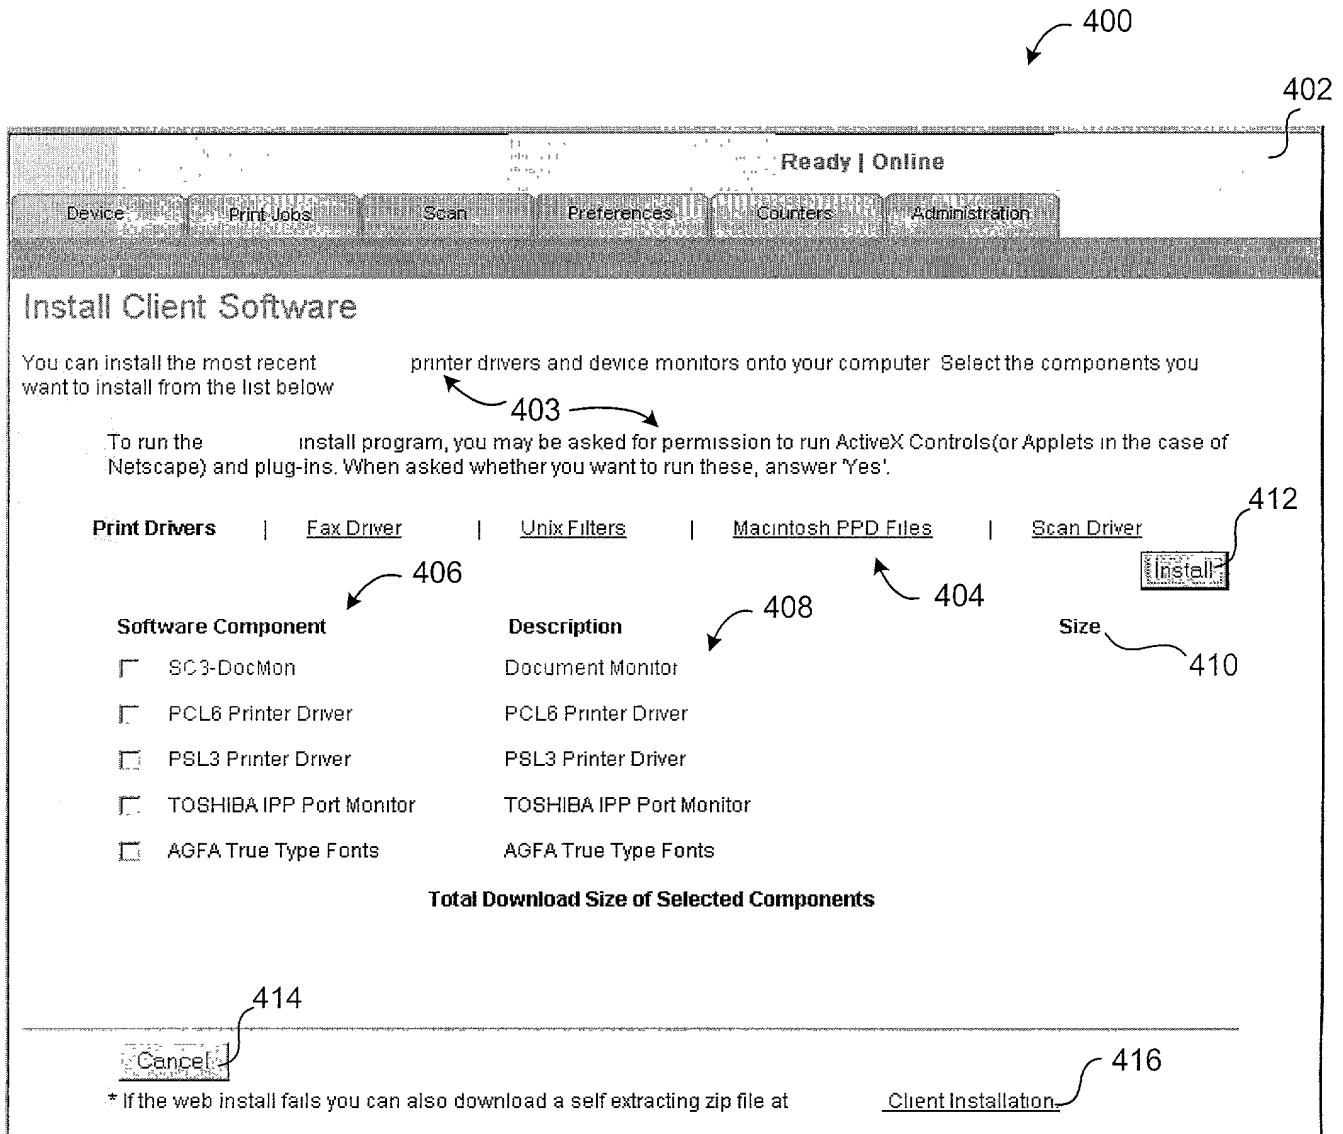 400
402
Ready | Online
Device Print Jobs Scan Preferences Counters Administration
Install Client Software
You can install the most recent printer drivers and device monitors onto your computer Select the components you
want to install from the list below
403
To run the install program, you may be asked for permission to run ActiveX Controls(or Applets in the case of
Netscape) and plug-ins. When asked whether you want to run these, answer 'Yes'.
412
Print Drivers | Fax Driver | Unix Filters | Macintosh PPD Files | Scan Driver
Install
406
404
408
Software Component Description Size
410
SC3-DocMon Document Monitor
PCL6 Printer Driver PCL6 Printer Driver
PSL3 Printer Driver PSL3 Printer Driver
TOSHIBA IPP Port Monitor TOSHIBA IPP Port Monitor
AGFA True Type Fonts AGFA True Type Fonts
Total Download Size of Selected Components
414
Cancel
416
* If the web install fails you can also download a self extracting zip file at Client Installation.